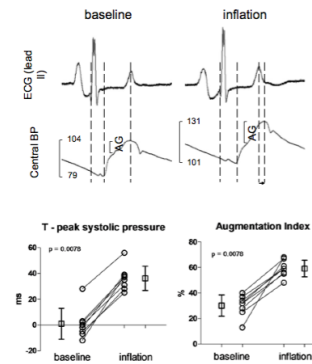 baseline inflation
ECG (lead II)
Central BP
104
AG
79
131
AG
101
T - peak systolic pressure
p = 0.0078
60
40
20
0
-20
ms
baseline inflation
Augmentation Index
p = 0.0078
100
80
60
40
20
0
%
baseline inflation